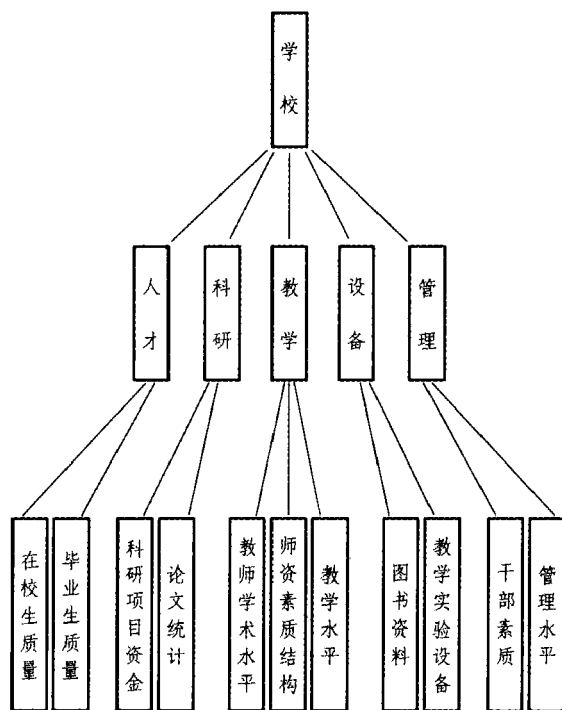 学校
人才
科研
教学
设备
管理
在校生质量
毕业生质量
科研项目资金
论文统计
教师学术水平
师资素质结构
教学水平
图书资料
教学实验设备
干部素质
管理水平